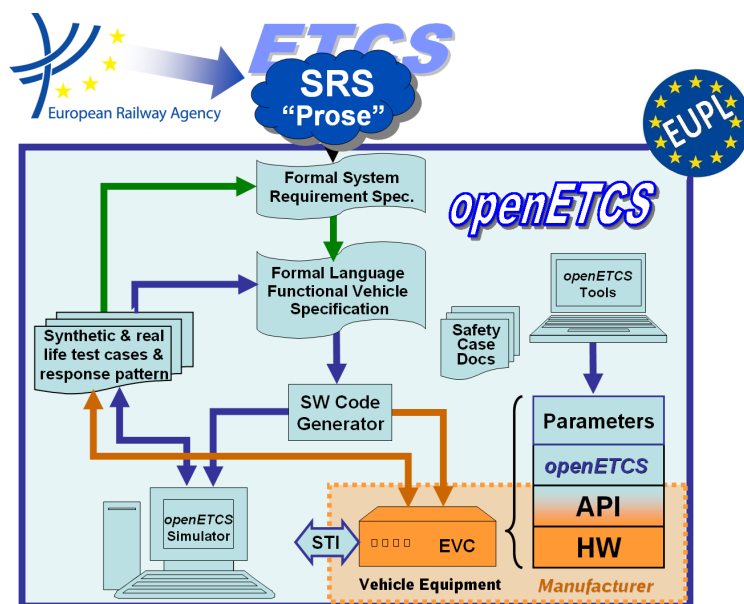 ETCS
SRS
“Prose”
European Railway Agency
EUPL
Formal System
Requirement Spec.
openETCS
Formal Language
Functional Vehicle
Specification
openETCS
Tools
Synthetic & real
life test cases &
response pattern
Safety
Case
Docs
SW Code
Generator
Parameters
openETCS
API
HW
openETCS
Simulator
STI
EVC
Vehicle Equipment
Manufacturer